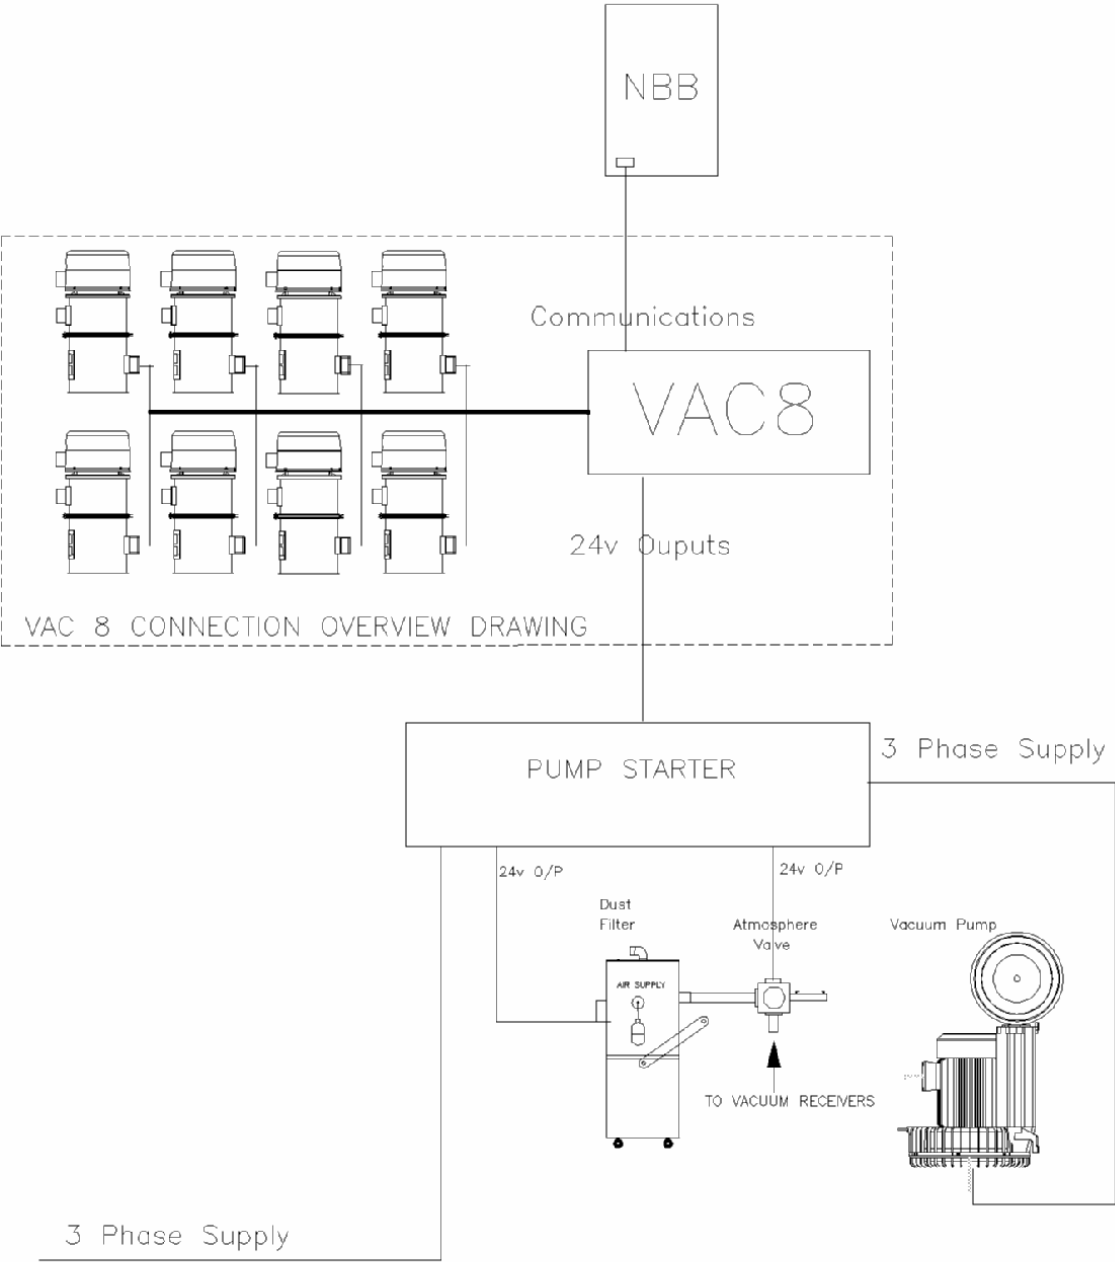 NBB
Communications
VAC8
24v Ouputs
VAC 8 CONNECTION OVERVIEW DRAWING
3 Phase Supply
PUMP STARTER
24v O/P
24v O/P
Dust
Filter
Atmosphere
Valve
Vacuum Pump
AIR SUPPLY
TO VACUUM RECEIVERS
3 Phase Supply